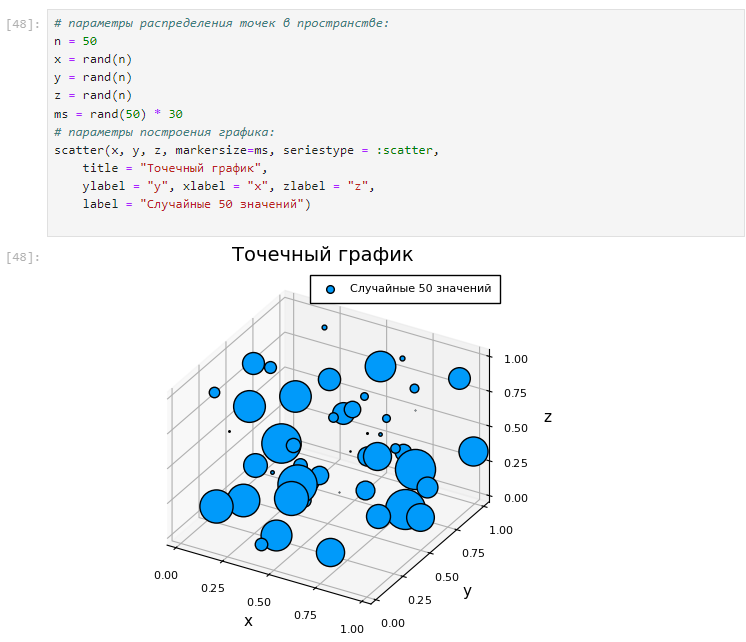 [48]:
# параметры распределения точек в пространстве:
n = 50
x = rand(n)
y = rand(n)
z = rand(n)
ms = rand(50) * 30
# параметры построения графика:
scatter(x, y, z, markersize=ms, seriestype = :scatter,
    title = "Точечный график",
    ylabel = "y", xlabel = "x", zlabel = "z",
    label = "Случайные 50 значений")
[48]:
Точечный график
Случайные 50 значений
1.00
0.75
0.50
0.25
0.00
z
1.00
0.75
0.50
0.25
0.00
y
0.00
0.25
0.50
0.75
1.00
x